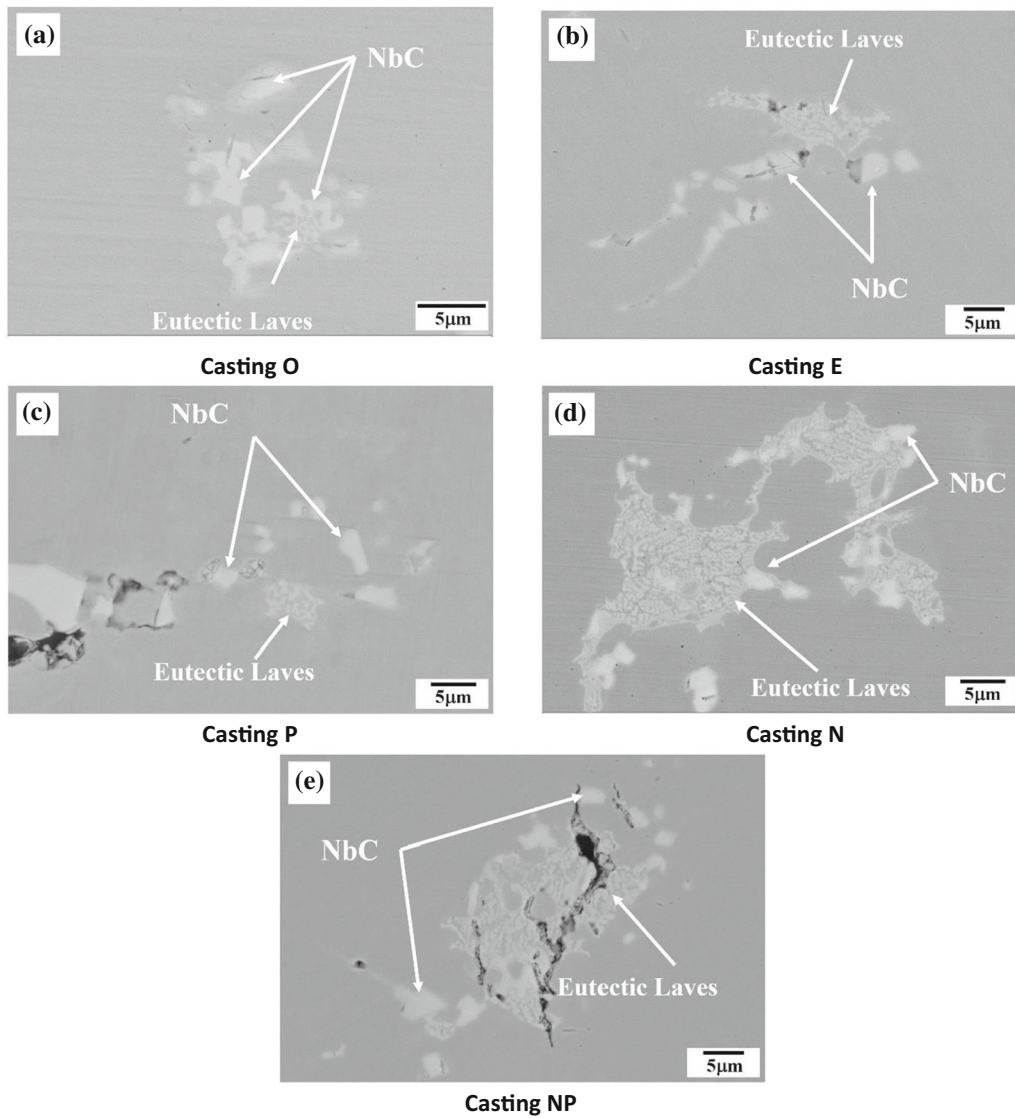 (a)
NbC
Eutectic Laves
5μm
Casting O
(b)
Eutectic Laves
NbC
5μm
Casting E
(c)
NbC
Eutectic Laves
5μm
Casting P
(d)
NbC
Eutectic Laves
5μm
Casting N
(e)
NbC
Eutectic Laves
5μm
Casting NP